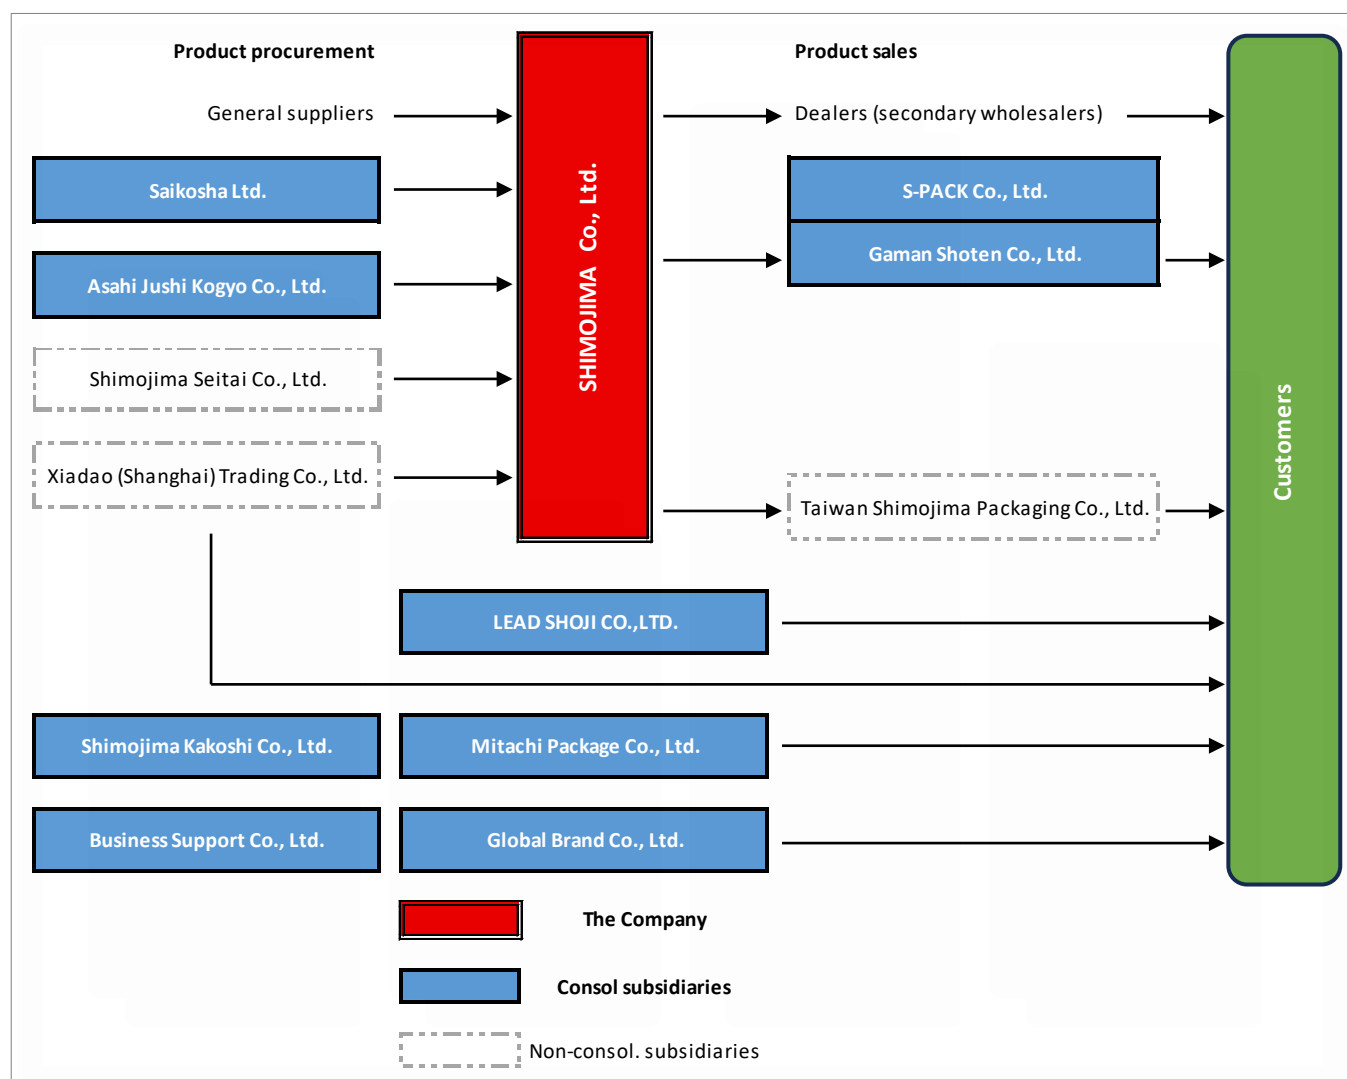 Product procurement
Product sales
General suppliers
Dealers (secondary wholesalers)
Saikosha Ltd.
S-PACK Co., Ltd.
Asahi Jushi Kogyo Co., Ltd.
Gaman Shoten Co., Ltd.
SHIMOJIMA Co., Ltd.
Shimojima Seitai Co., Ltd.
Customers
Xiadao (Shanghai) Trading Co., Ltd.
Taiwan Shimojima Packaging Co., Ltd.
LEAD SHOJI CO.,LTD.
Shimojima Kakoshi Co., Ltd.
Mitachi Package Co., Ltd.
Business Support Co., Ltd.
Global Brand Co., Ltd.
The Company
Consol subsidiaries
Non-consol. subsidiaries